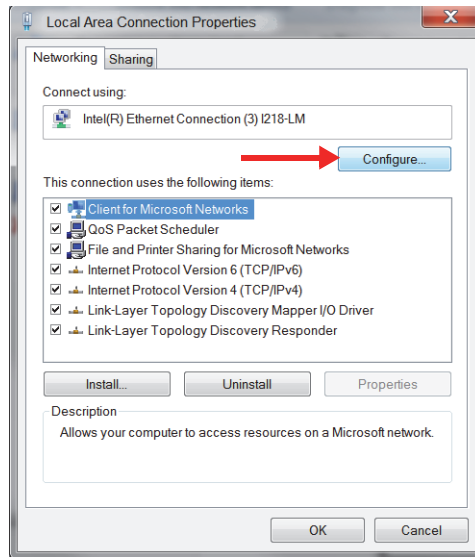 Local Area Connection Properties
X
Networking Sharing
Connect using:
Intel(R) Ethernet Connection (3) I218-LM
Configure...
This connection uses the following items:
Client for Microsoft Networks
QoS Packet Scheduler
File and Printer Sharing for Microsoft Networks
Internet Protocol Version 6 (TCP/IPv6)
Internet Protocol Version 4 (TCP/IPv4)
Link-Layer Topology Discovery Mapper I/O Driver
Link-Layer Topology Discovery Responder
Install... Uninstall Properties
Description
Allows your computer to access resources on a Microsoft network.
OK Cancel